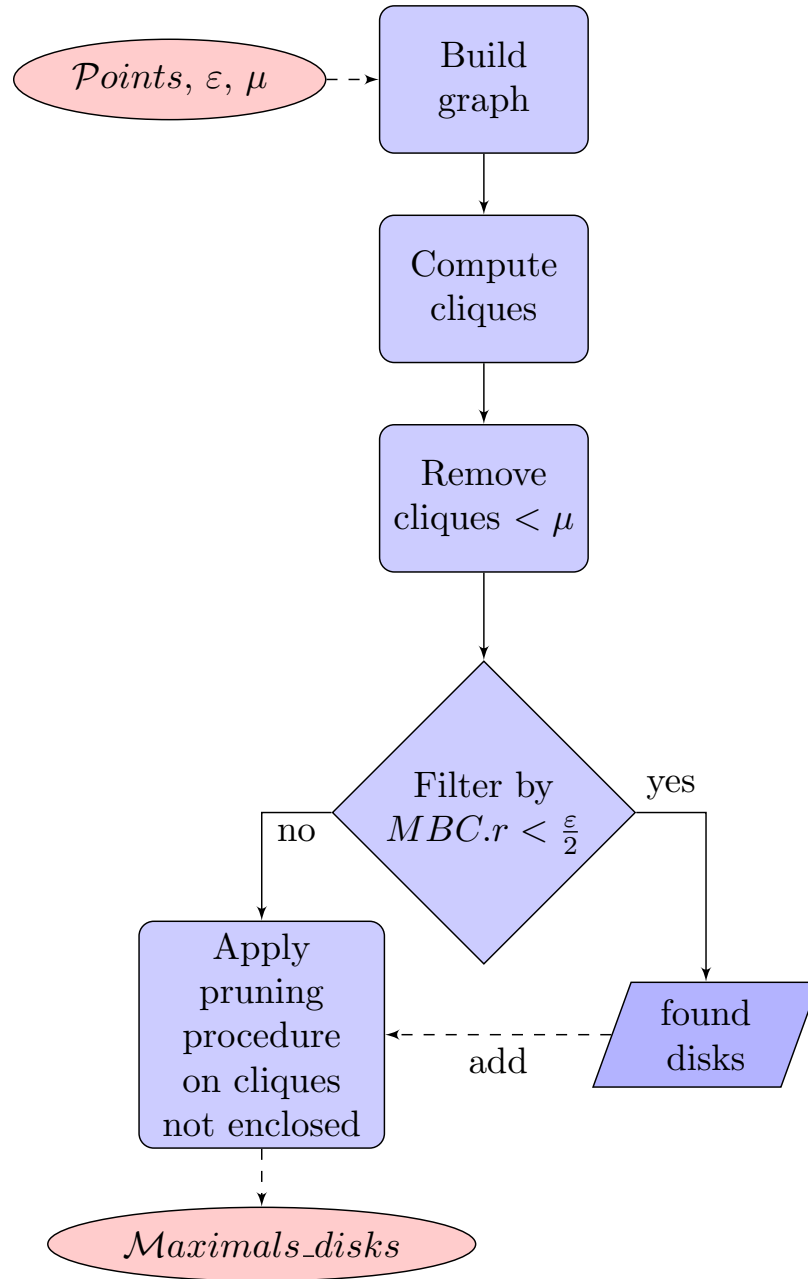 𝒫oints, ε, μ
Build
graph
Compute
cliques
Remove
cliques < μ
Filter by
MBC.r < ε/2
yes
no
Apply
pruning
procedure
on cliques
not enclosed
add
found
disks
ℳaximals_disks